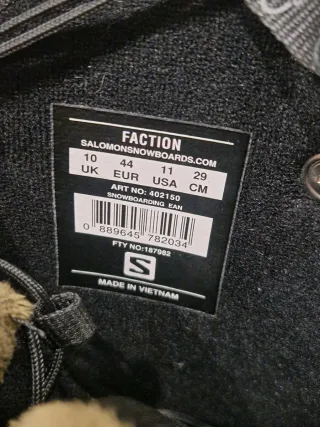 FACTION
SALOMONSNOWBOARDS.COM
10 44 11 29
UK EUR USA CM
ART NO: 402150
SNOWBOARDING EAN
0 889645 782034
FTY NO:187962
S
MADE IN VIETNAM